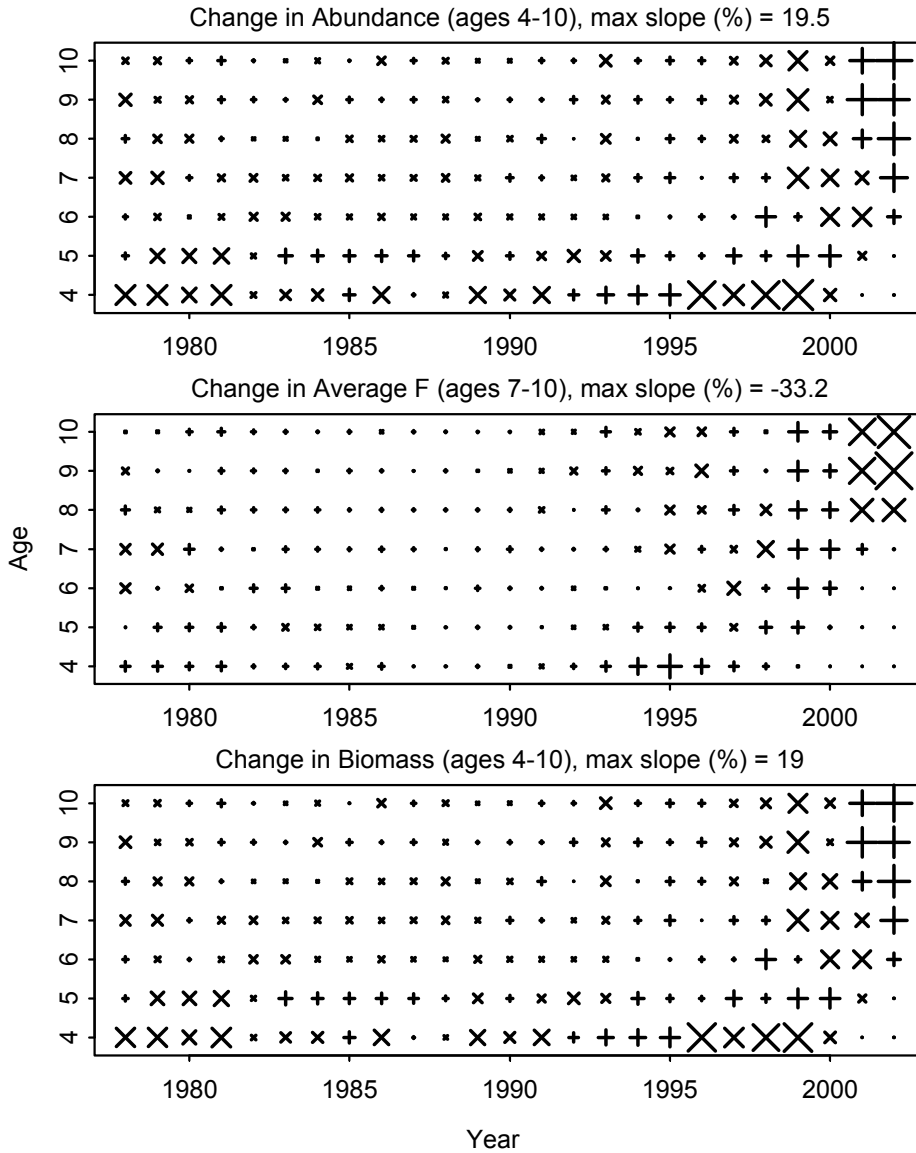 Change in Abundance (ages 4-10), max slope (%) = 19.5
10
9
8
7
6
5
4
1980 1985 1990 1995 2000
Change in Average F (ages 7-10), max slope (%) = -33.2
Age
10
9
8
7
6
5
4
1980 1985 1990 1995 2000
Change in Biomass (ages 4-10), max slope (%) = 19
10
9
8
7
6
5
4
1980 1985 1990 1995 2000
Year